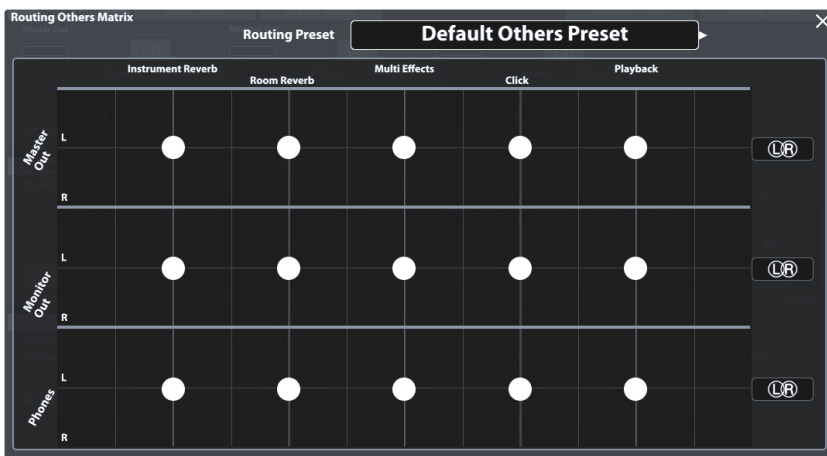 Routing Others Matrix
Routing Preset
Default Others Preset
Instrument Reverb
Room Reverb
Multi Effects
Click
Playback
Master
Out
L
R
LR
Monitor
Out
L
R
LR
Phones
L
R
LR